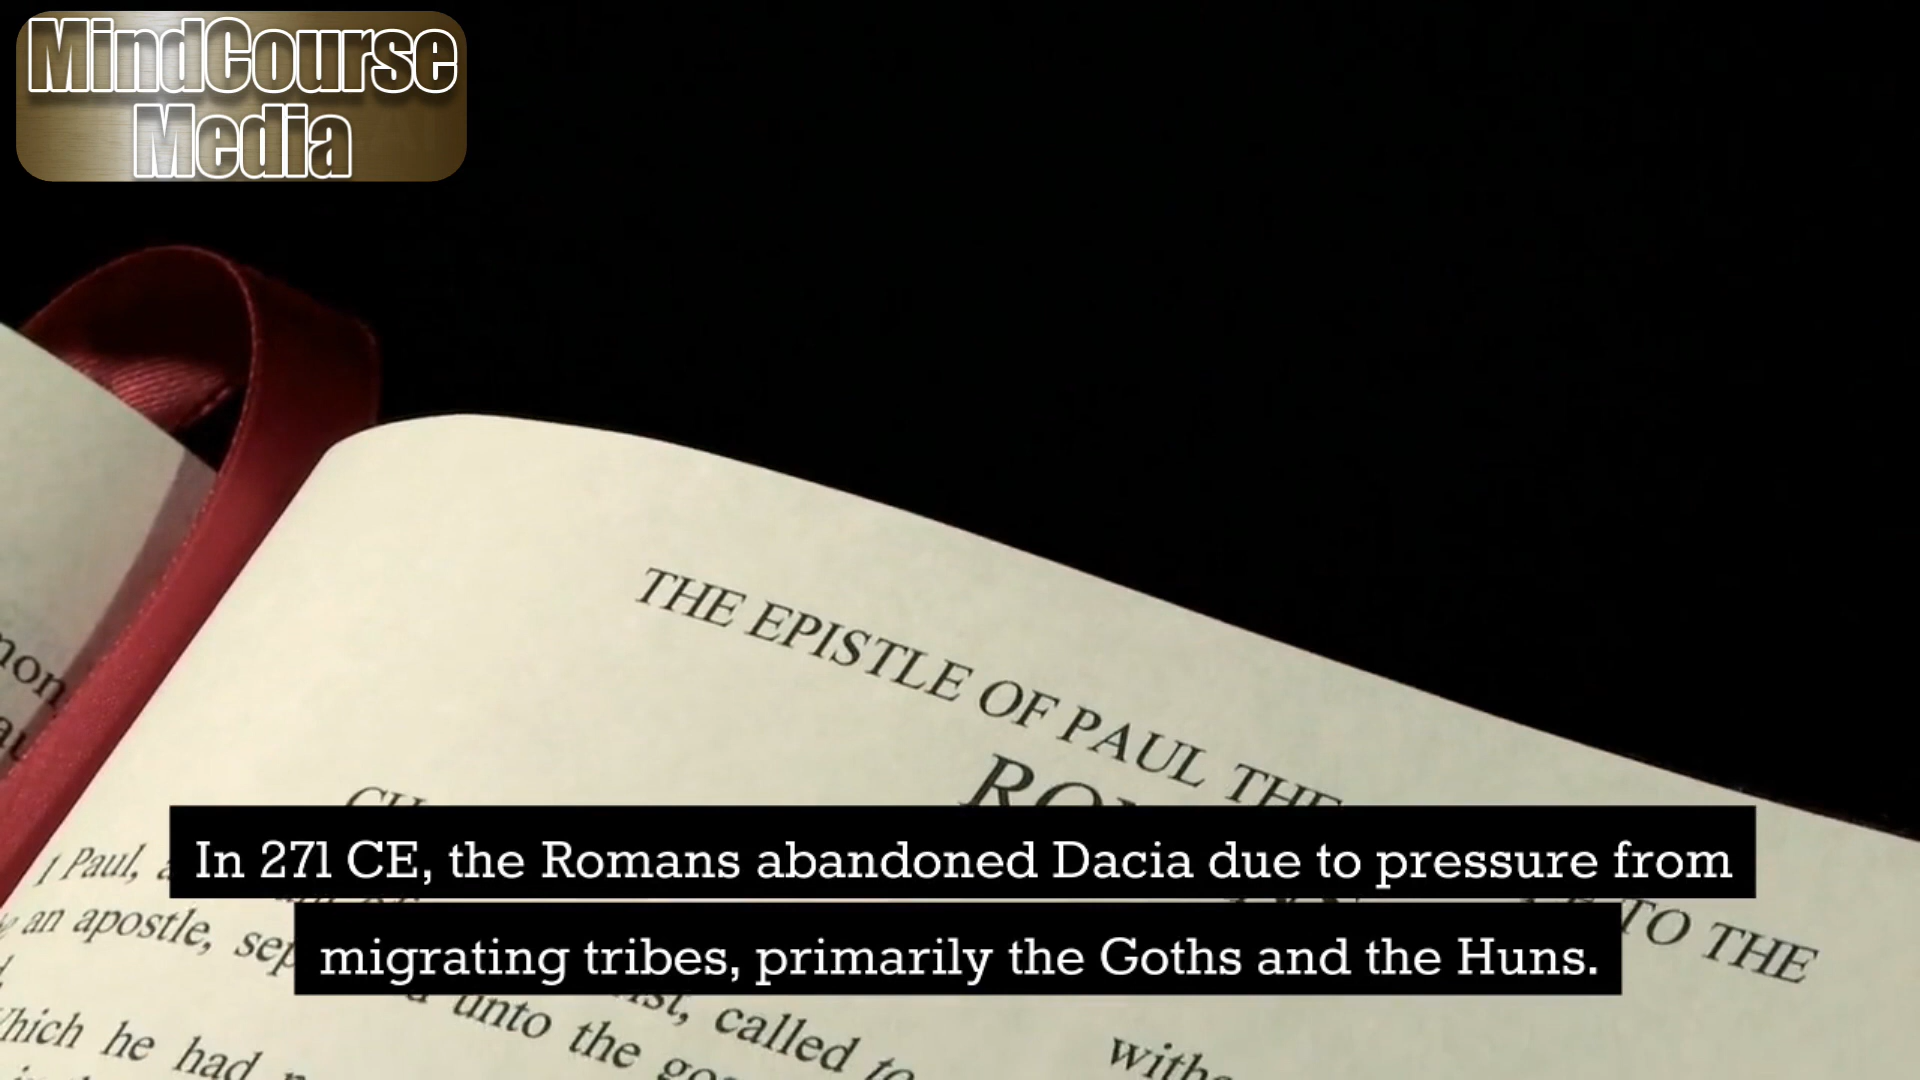 MindCourse
Media
THE EPISTLE OF PAUL THE
TO THE
In 271 CE, the Romans abandoned Dacia due to pressure from
migrating tribes, primarily the Goths and the Huns.
Paul,
an apostle,
unto the
called to
he had